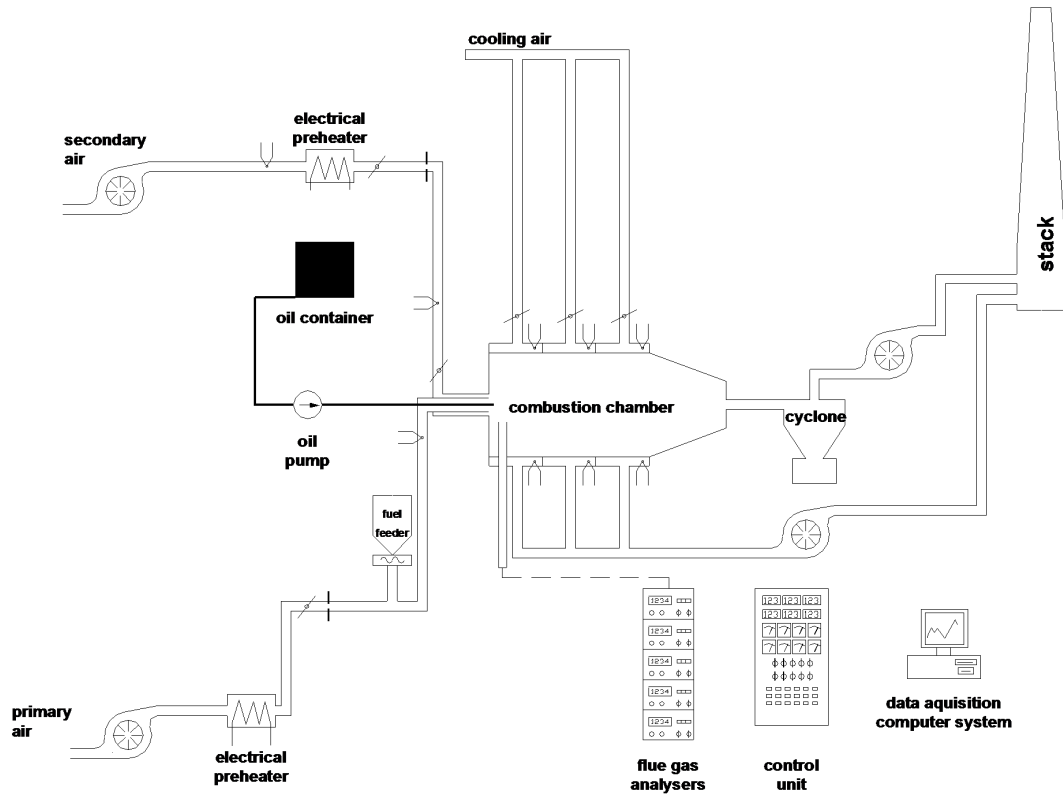 cooling air
electrical
preheater
secondary
air
stack
oil container
combustion chamber
cyclone
oil
pump
fuel
feeder
1234
1234
1234
1234
1234
123 123 123
123 123 123
primary
air
electrical
preheater
flue gas
analysers
control
unit
data aquisition
computer system